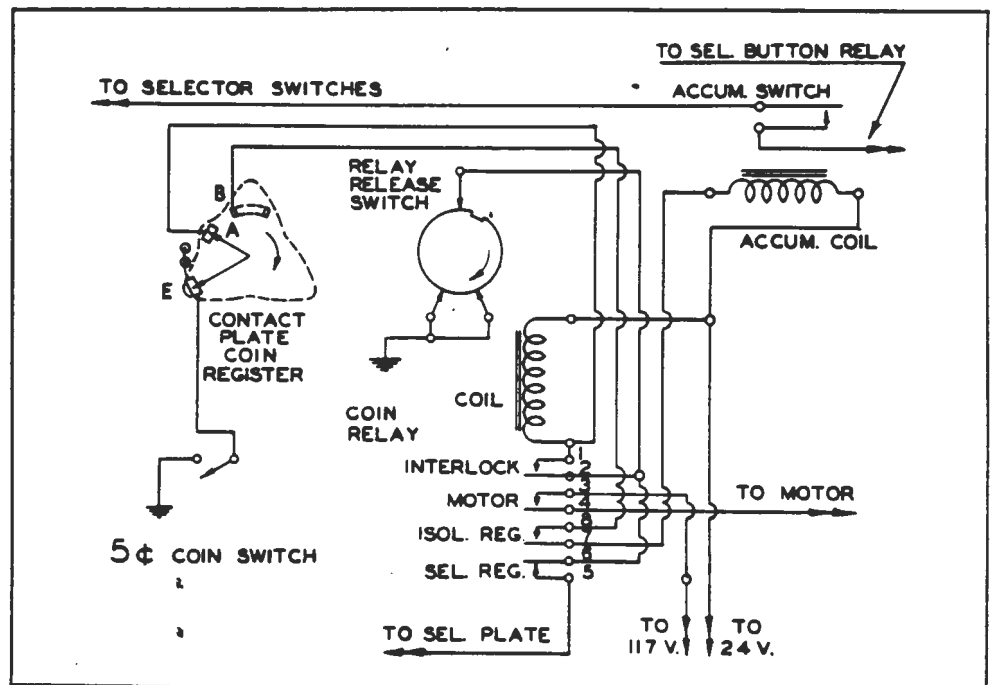 TO SEL. BUTTON RELAY
TO SELECTOR SWITCHES
ACCUM. SWITCH
B
RELAY
RELEASE
SWITCH
A
ACCUM. COIL
E
CONTACT
PLATE
COIN
REGISTER
COIL
COIN
RELAY
1
INTERLOCK
2
3
MOTOR
4
TO MOTOR
8
ISOL. REG.
7
6
SEL. REG.
5
5¢ COIN SWITCH
TO SEL. PLATE
TO
117 V.
TO
24 V.